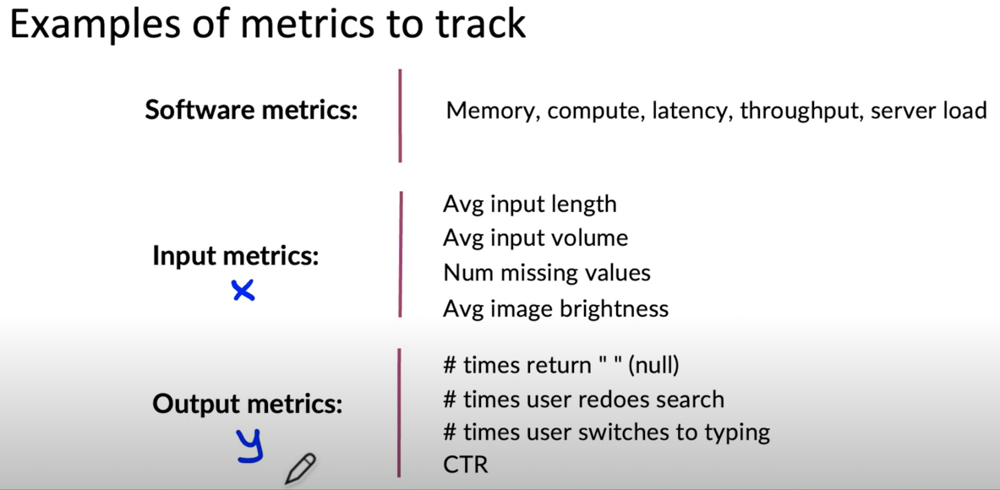 Examples of metrics to track
Software metrics:
Memory, compute, latency, throughput, server load
Input metrics:
x
Avg input length
Avg input volume
Num missing values
Avg image brightness
Output metrics:
y
# times return " " (null)
# times user redoes search
# times user switches to typing
CTR